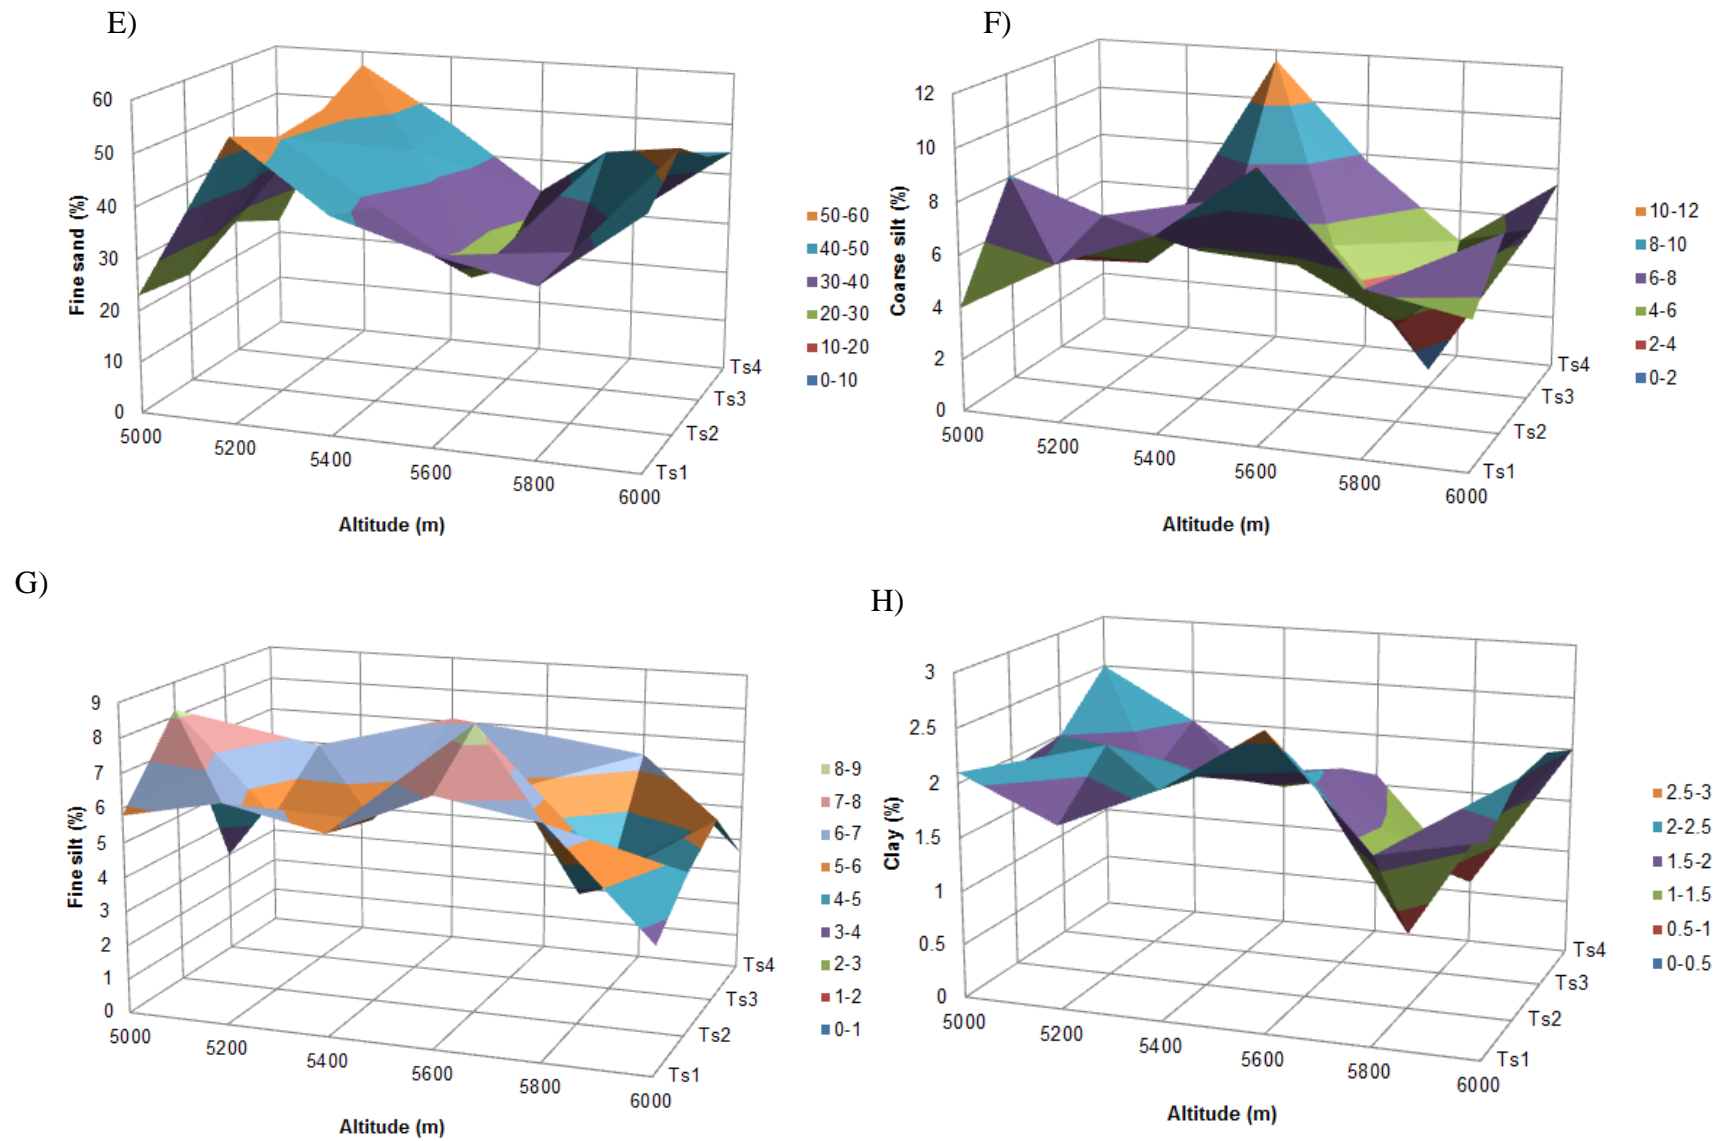 E)
60
50
40
30
20
10
0
Fine sand (%)
5000
5200
5400
5600
5800
6000
Ts1
Ts2
Ts3
Ts4
Altitude (m)
50-60
40-50
30-40
20-30
10-20
0-10
F)
12
10
8
6
4
2
0
Coarse silt (%)
5000
5200
5400
5600
5800
6000
Ts1
Ts2
Ts3
Ts4
Altitude (m)
10-12
8-10
6-8
4-6
2-4
0-2
G)
9
8
7
6
5
4
3
2
1
0
Fine silt (%)
5000
5200
5400
5600
5800
6000
Ts1
Ts2
Ts3
Ts4
Altitude (m)
8-9
7-8
6-7
5-6
4-5
3-4
2-3
1-2
0-1
H)
3
2.5
2
1.5
1
0.5
0
Clay (%)
5000
5200
5400
5600
5800
6000
Ts1
Ts2
Ts3
Ts4
Altitude (m)
2.5-3
2-2.5
1.5-2
1-1.5
0.5-1
0-0.5